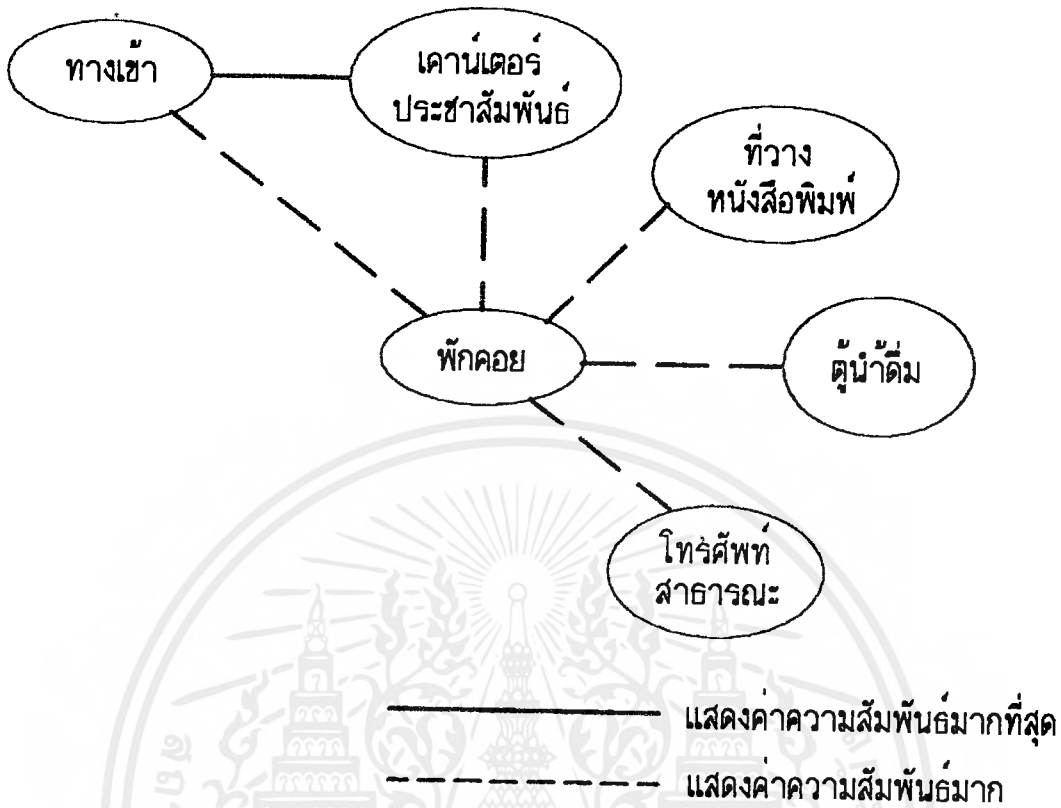 ทางเข้า
เคาน์เตอร์
ประชาสัมพันธ์
ที่วาง
หนังสือพิมพ์
พักคอย
ตู้น้ำดื่ม
โทรศัพท์
สาธารณะ
แสดงค่าความสัมพันธ์มากที่สุด
แสดงค่าความสัมพันธ์มาก